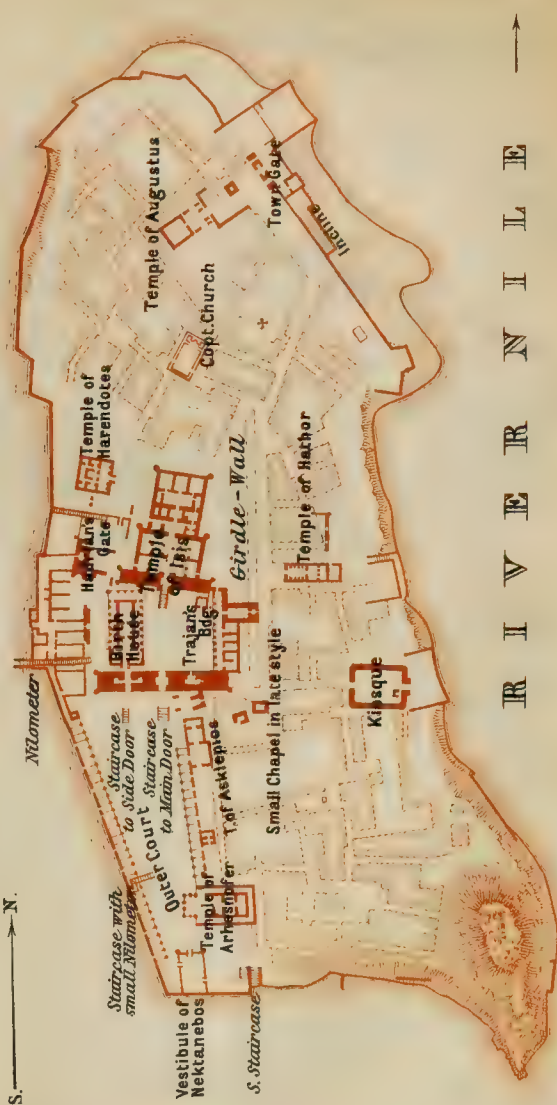 S.
N.
Nilometer
Staircase
to Side Door
Staircase
to Main Door
Outer Court
Staircase with
small Nilometer
Vestibule of
Nektanebos
S. Staircase
Temple of
Arhesnofer
T. of Asklepios
Small Chapel in late style
Kiosque
Birth
House
Trajan's
Bdg.
Hadrian's
Gate
Temple
of Isis
Temple of
Harendotes
Girdle-Wall
Temple of Hathor
Copt. Church
Temple of Augustus
Town Gate
Incline
RIVER NILE